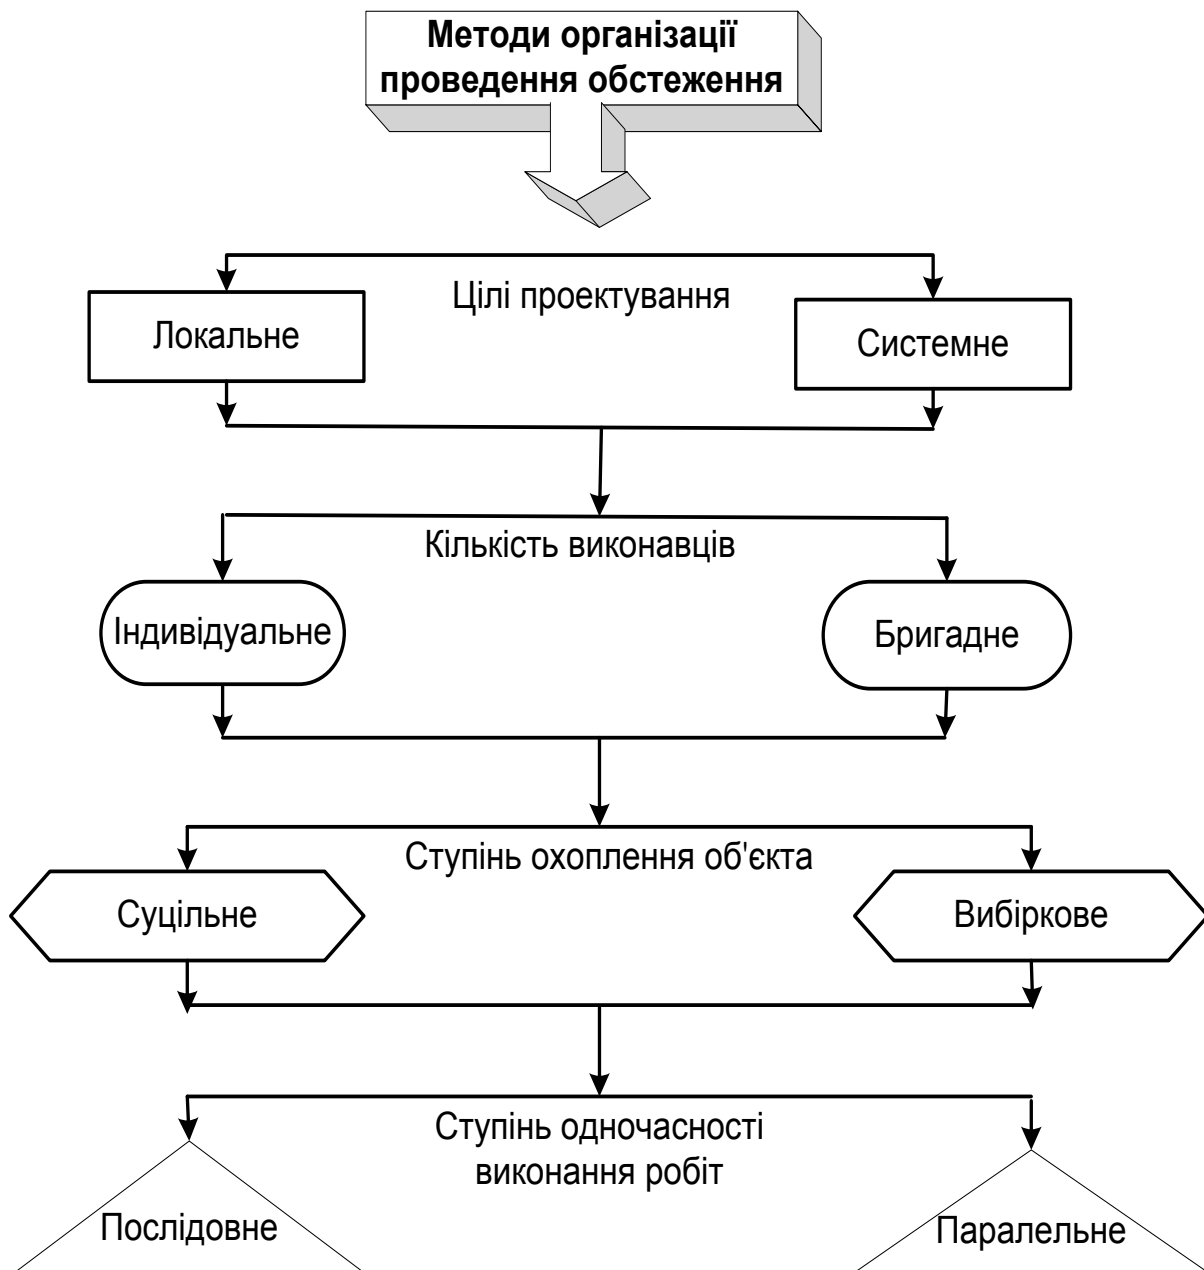 Методи організації
проведення обстеження
Цілі проектування
Локальне
Системне
Кількість виконавців
Індивідуальне
Бригадне
Ступінь охоплення об'єкта
Суцільне
Вибіркове
Ступінь одночасності
виконання робіт
Послідовне
Паралельне